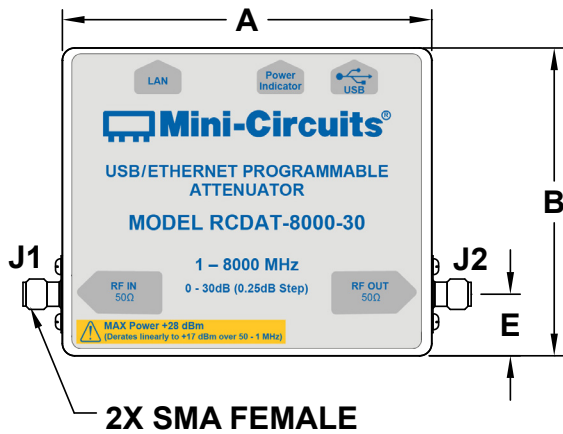 A
LAN
Power
Indicator
USB
Mini-Circuits®
USB/ETHERNET PROGRAMMABLE
ATTENUATOR
MODEL RCDAT-8000-30
B
J1
J2
1 – 8000 MHz
RF IN
50Ω
0 - 30dB (0.25dB Step)
RF OUT
50Ω
E
MAX Power +28 dBm
(Derates linearly to +17 dBm over 50 - 1 MHz)
2X SMA FEMALE